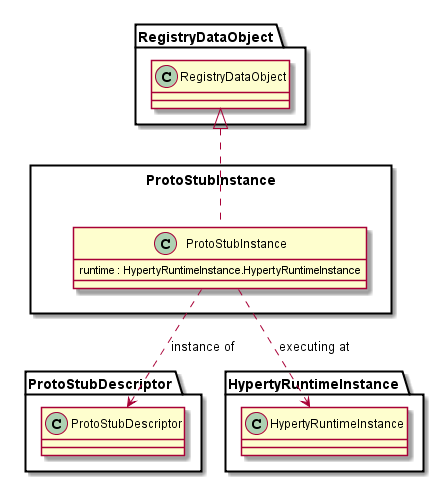 RegistryDataObject
C RegistryDataObject
ProtoStubInstance
C ProtoStubInstance
runtime : HypertyRuntimeInstance.HypertyRuntimeInstance
instance of
executing at
ProtoStubDescriptor
HypertyRuntimeInstance
C ProtoStubDescriptor
C HypertyRuntimeInstance